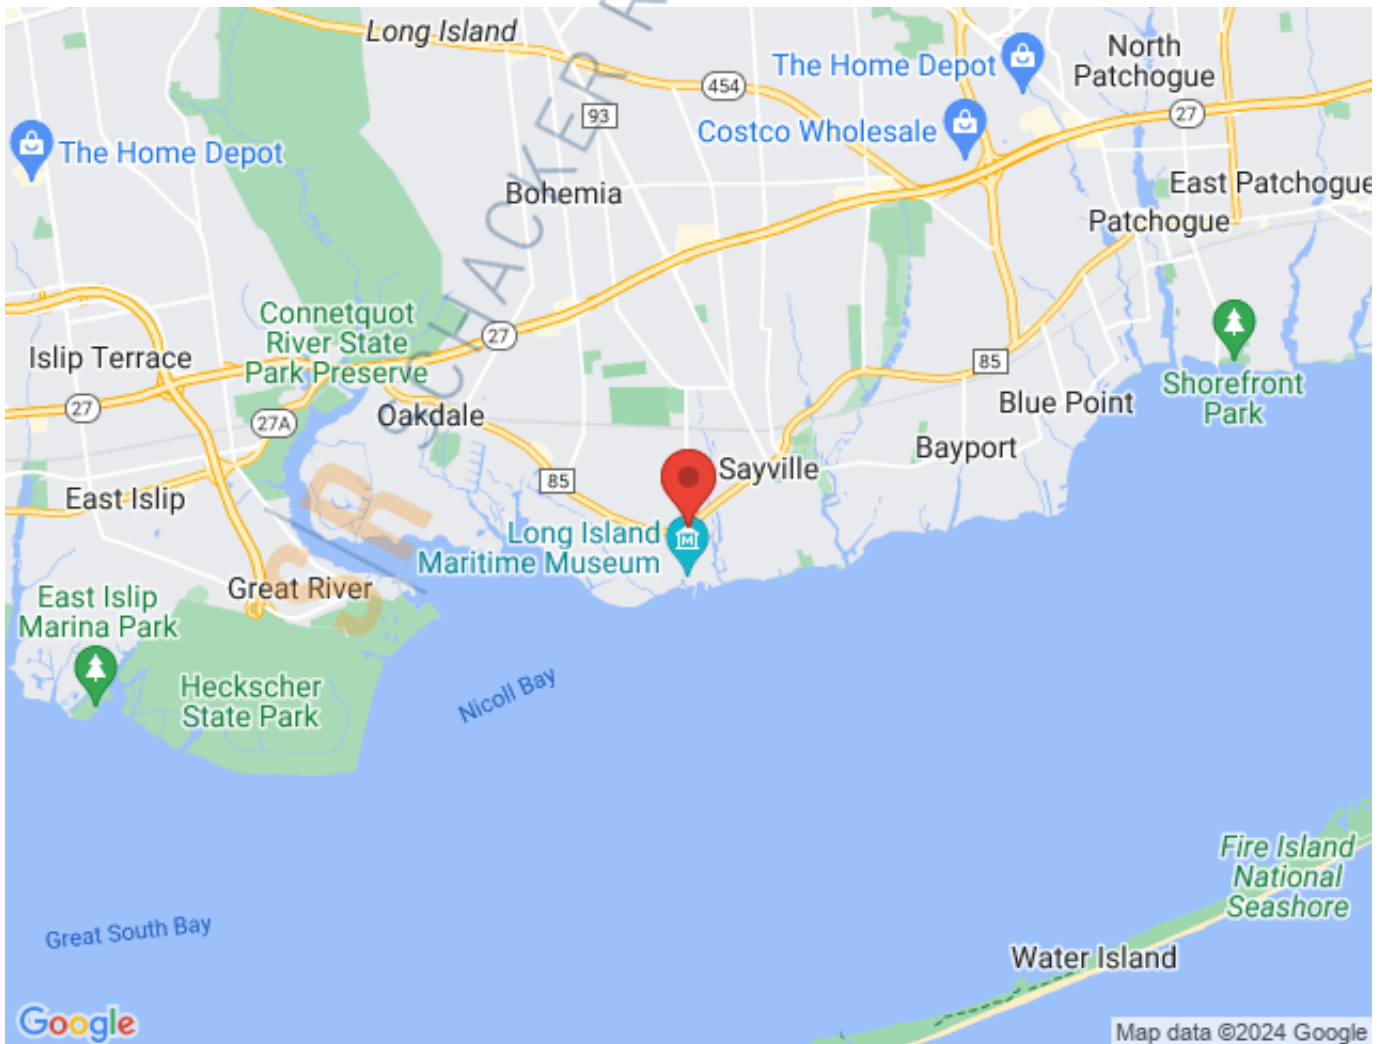 Long Island
North
Patchogue
The Home Depot
454
27
93
Costco Wholesale
The Home Depot
Bohemia
East Patchogue
Patchogue
Connetquot
River State
Park Preserve
27
Islip Terrace
85
Shorefront
Park
27
27A
Oakdale
Blue Point
Bayport
Sayville
85
East Islip
Long Island
Maritime Museum
M
Great River
East Islip
Marina Park
Heckscher
State Park
Nicoll Bay
Fire Island
National
Seashore
Great South Bay
Water Island
SR SCHACKER R
Google
Map data ©2024 Google